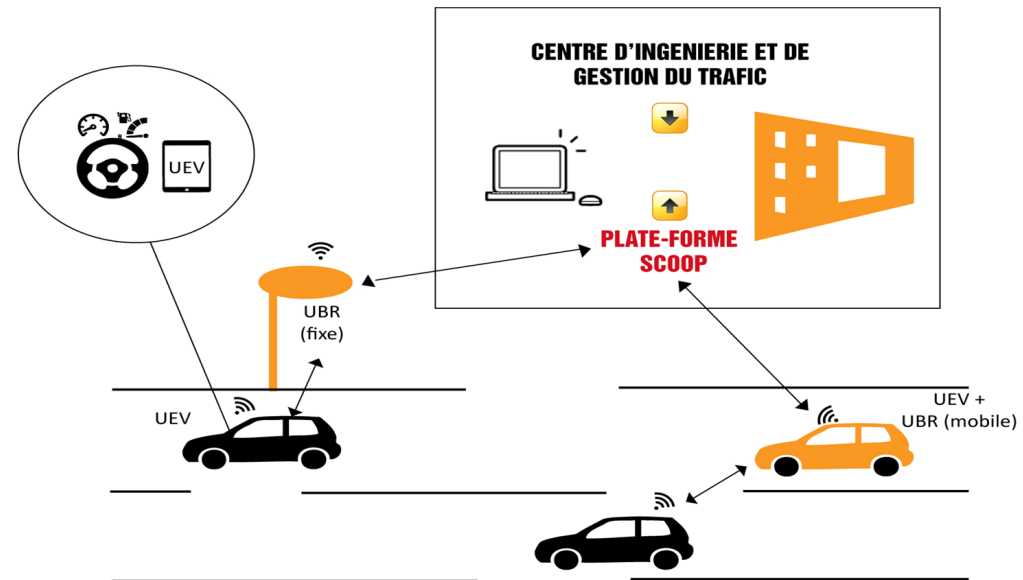 CENTRE D'INGENIERIE ET DE
GESTION DU TRAFIC
UEV
PLATE-FORME
SCOOP
UBR
(fixe)
UEV
UEV +
UBR (mobile)